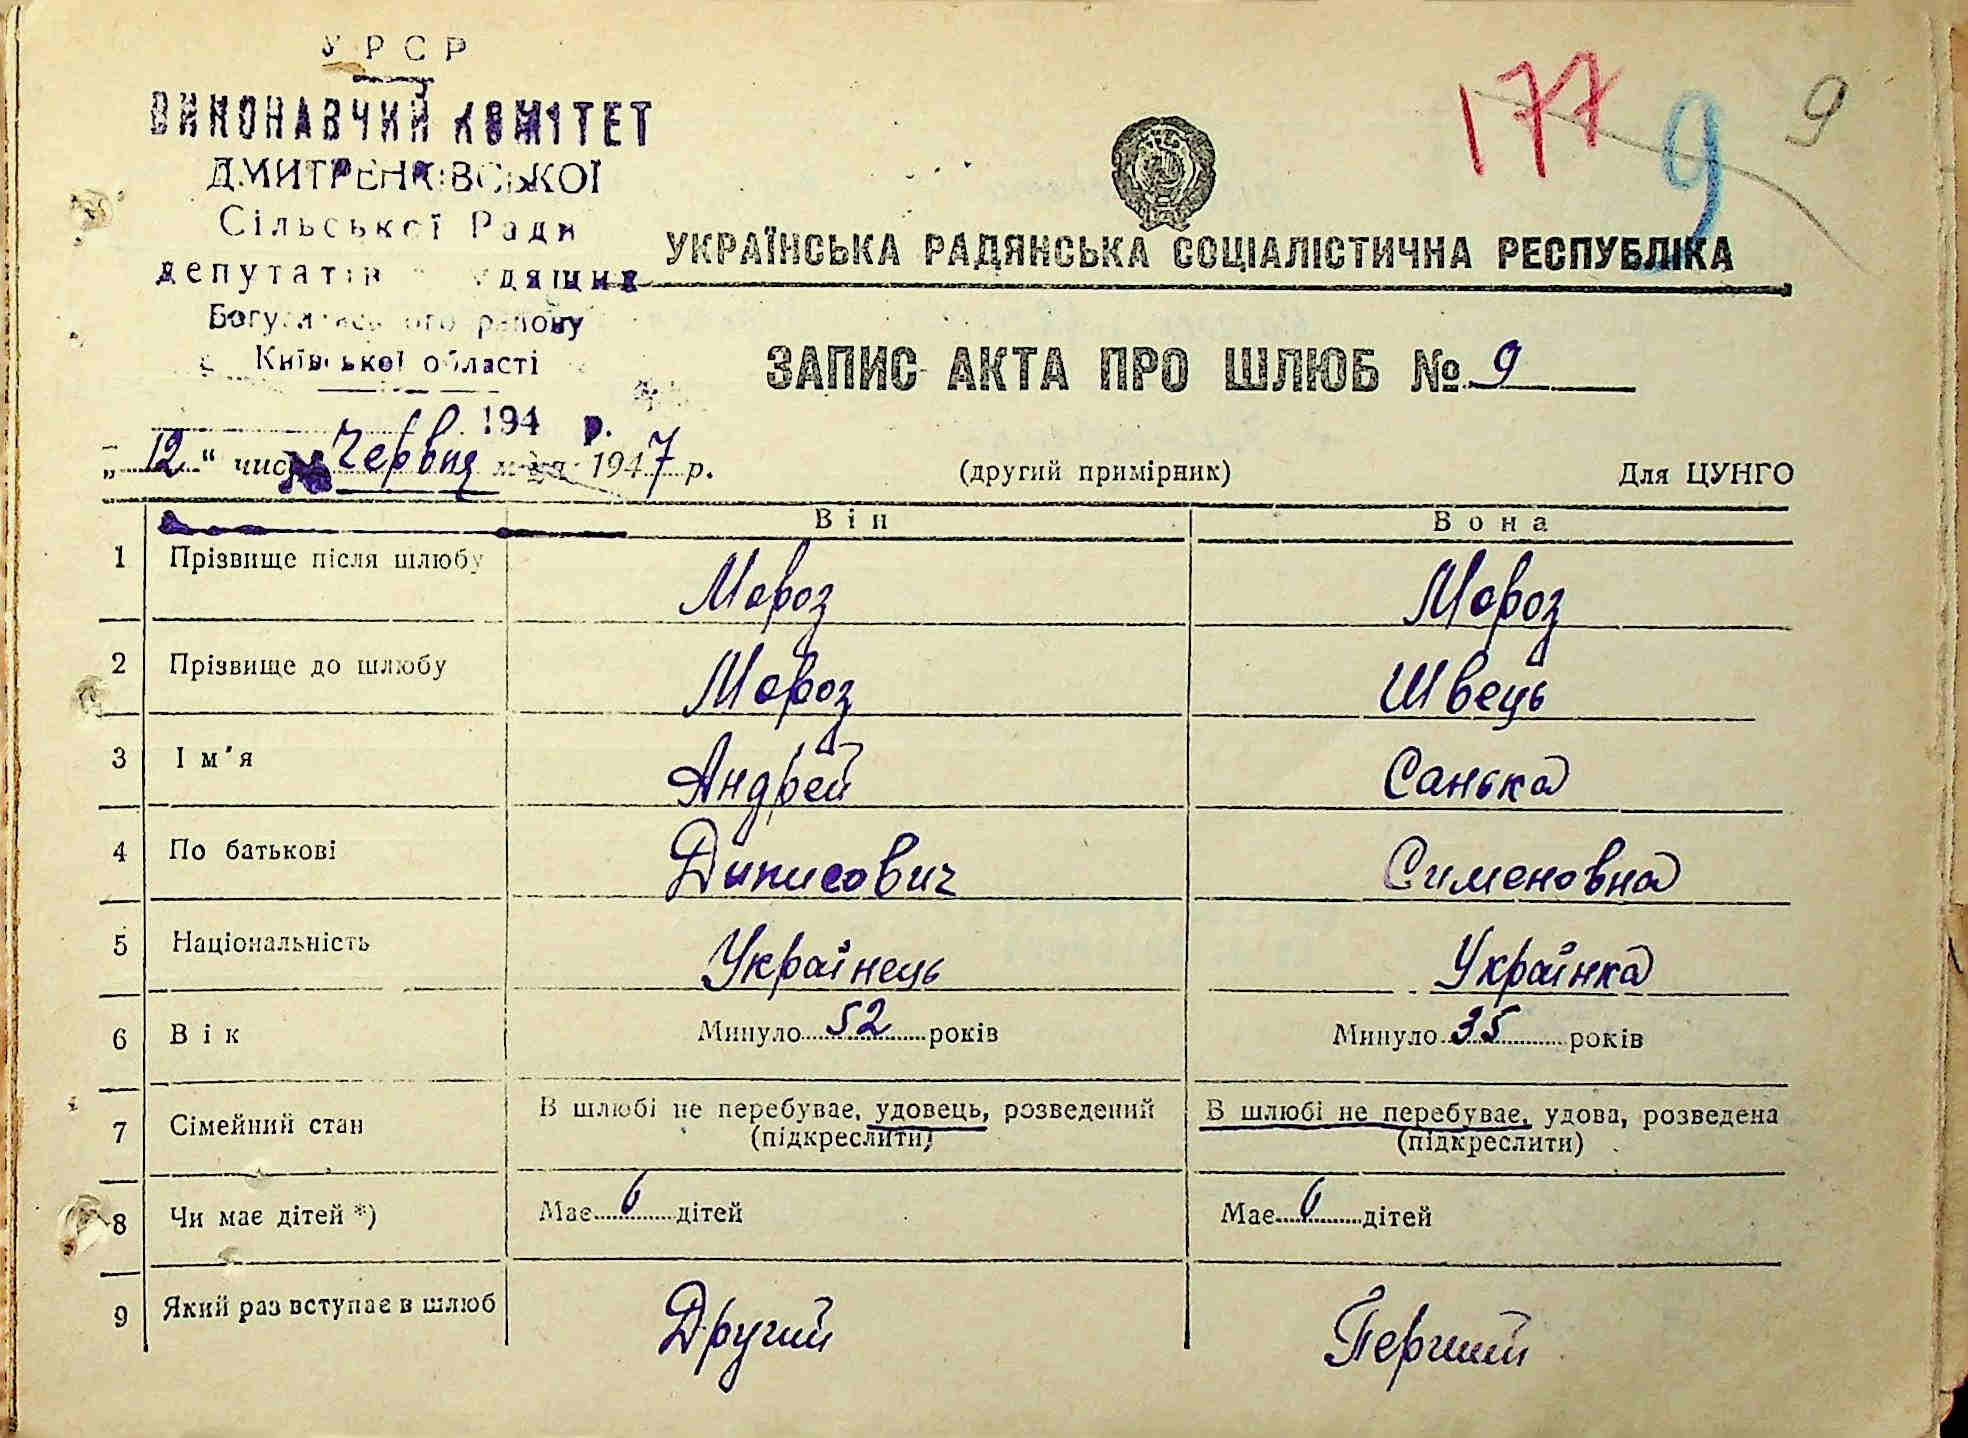 УРСР
ВИКОНАВЧИЙ КОМІТЕТ
ДМИТРЕНКІВСЬКОЇ
Сільської Ради
депутатів трудящих
Богуславського району
Київської області
194 р.
177 9 9
УКРАЇНСЬКА РАДЯНСЬКА СОЦІАЛІСТИЧНА РЕСПУБЛІКА
ЗАПИС АКТА ПРО ШЛЮБ № 9
„ 12 “ числа Червня м-ця 1947 р. (другий примірник) Для ЦУНГО
Він Вона
1 Прізвище після шлюбу Мороз Мороз
2 Прізвище до шлюбу Мороз Швець
3 Ім'я Андрей Санька
4 По батькові Динисович Сименовна
5 Національність Українець Українка
6 Вік Минуло 52 років Минуло 35 років
7 Сімейний стан В шлюбі не перебуває, удовець, розведений В шлюбі не перебуває, удова, розведена
(підкреслити) (підкреслити)
8 Чи має дітей *) Має дітей Має дітей
9 Який раз вступає в шлюб Другий Перший